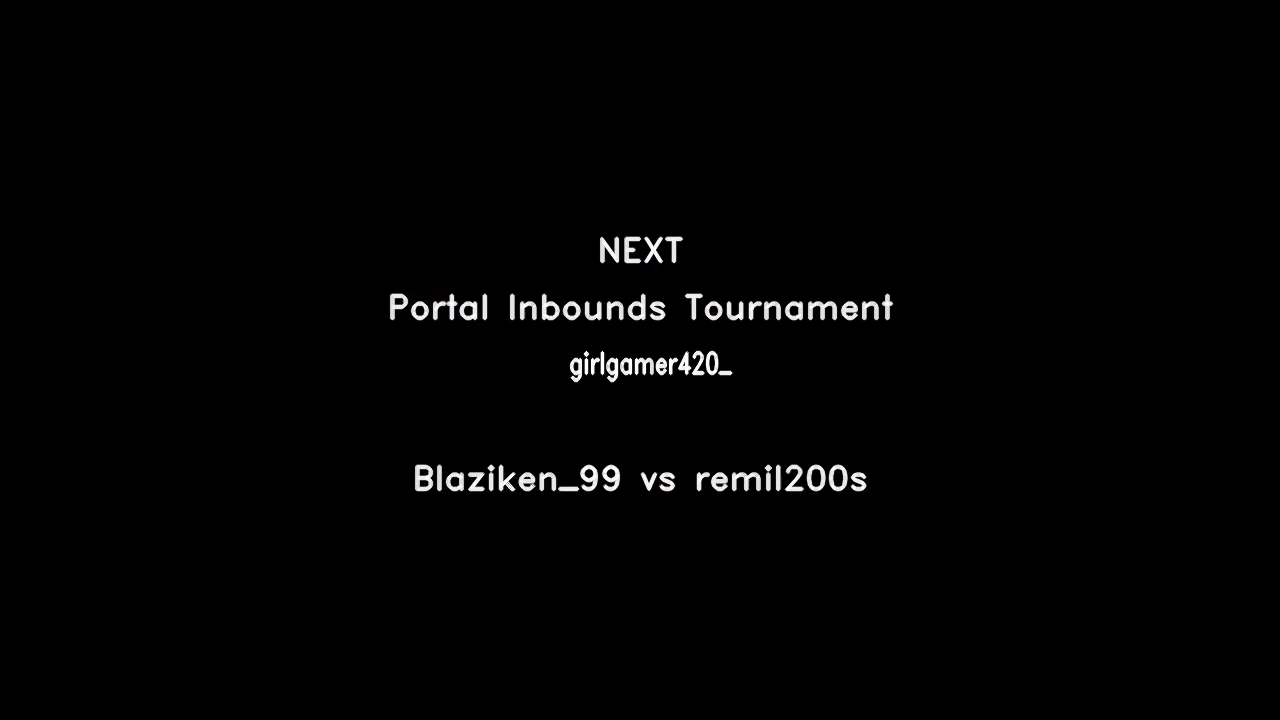 NEXT
Portal Inbounds Tournament
girlgamer420_
Blaziken_99 vs remil200s